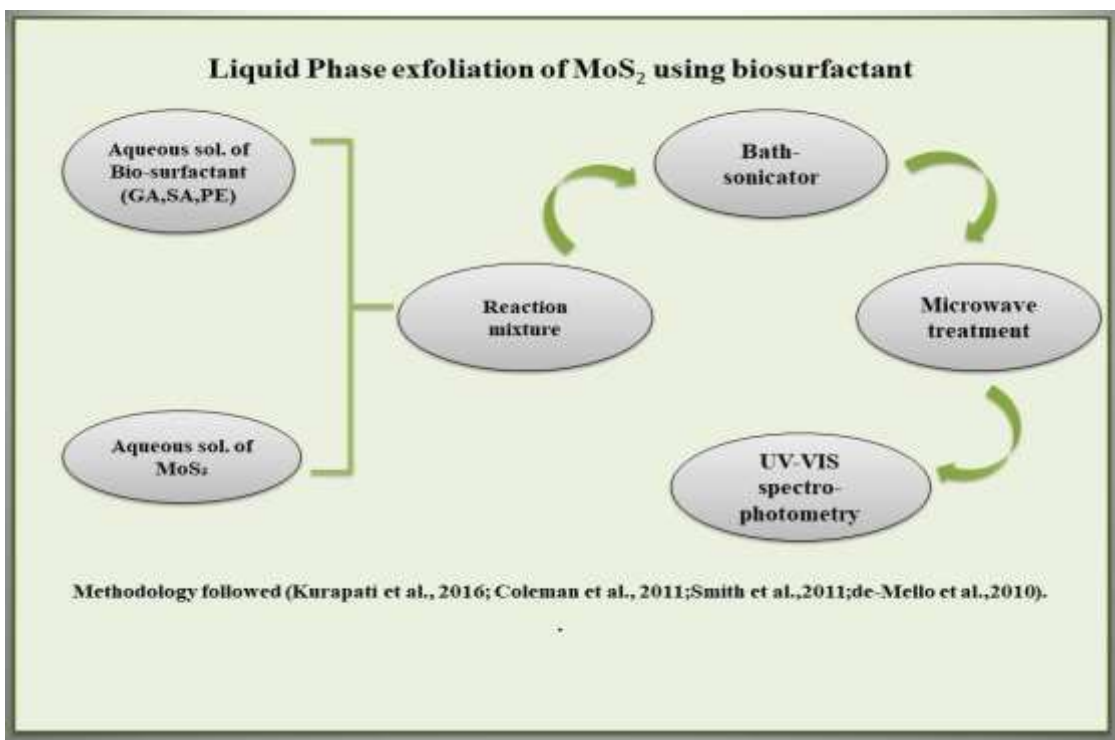 Liquid Phase exfoliation of MoS₂ using biosurfactant
Aqueous sol. of
Bio-surfactant
(GA,SA,PE)
Aqueous sol. of
MoS₂
Reaction
mixture
Bath-
sonicator
Microwave
treatment
UV-VIS
spectro-
photometry
Methodology followed (Kurapati et al., 2016; Coleman et al., 2011;Smith et al.,2011;de-Mello et al.,2010).
.